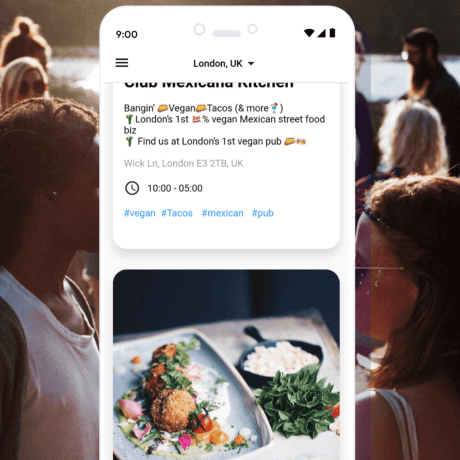 9:00
London, UK
Club Mexicana Kitchen
Bangin' 🌮Vegan🌮Tacos (& more🍹)
🌵London's 1st 💯% vegan Mexican street food
biz
🌵 Find us at London's 1st vegan pub 🌮🍻
Wick Ln, London E3 2TB, UK
10:00 - 05:00
#vegan #Tacos #mexican #pub